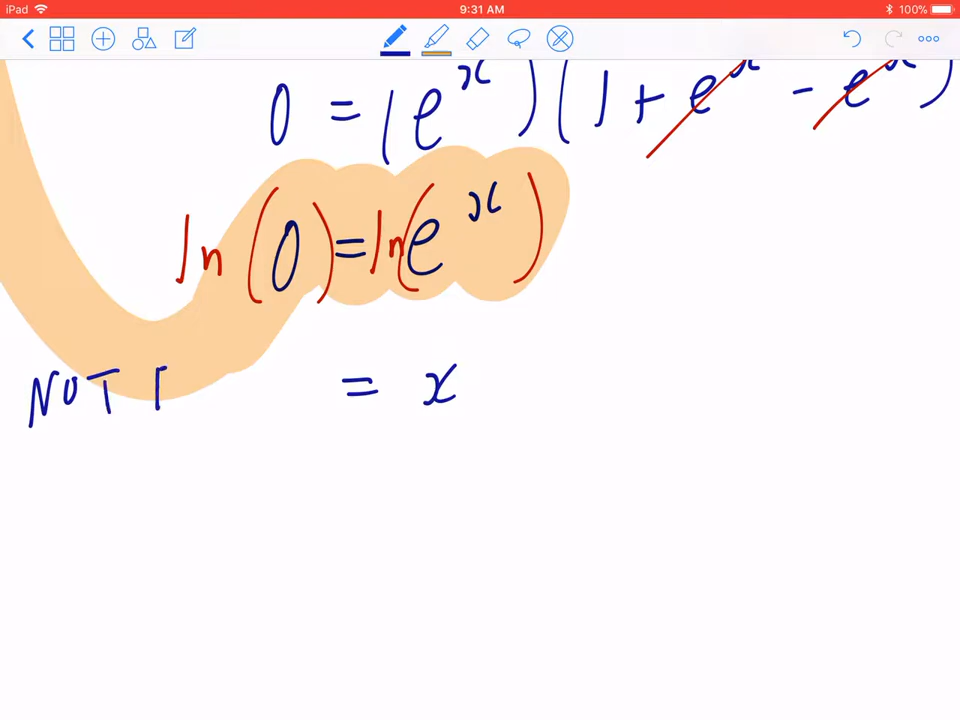 iPad 9:31 AM 100%
0 = (e^x)(1 + e^x - e^x)
ln(0) = ln(e^x)
NOT = x